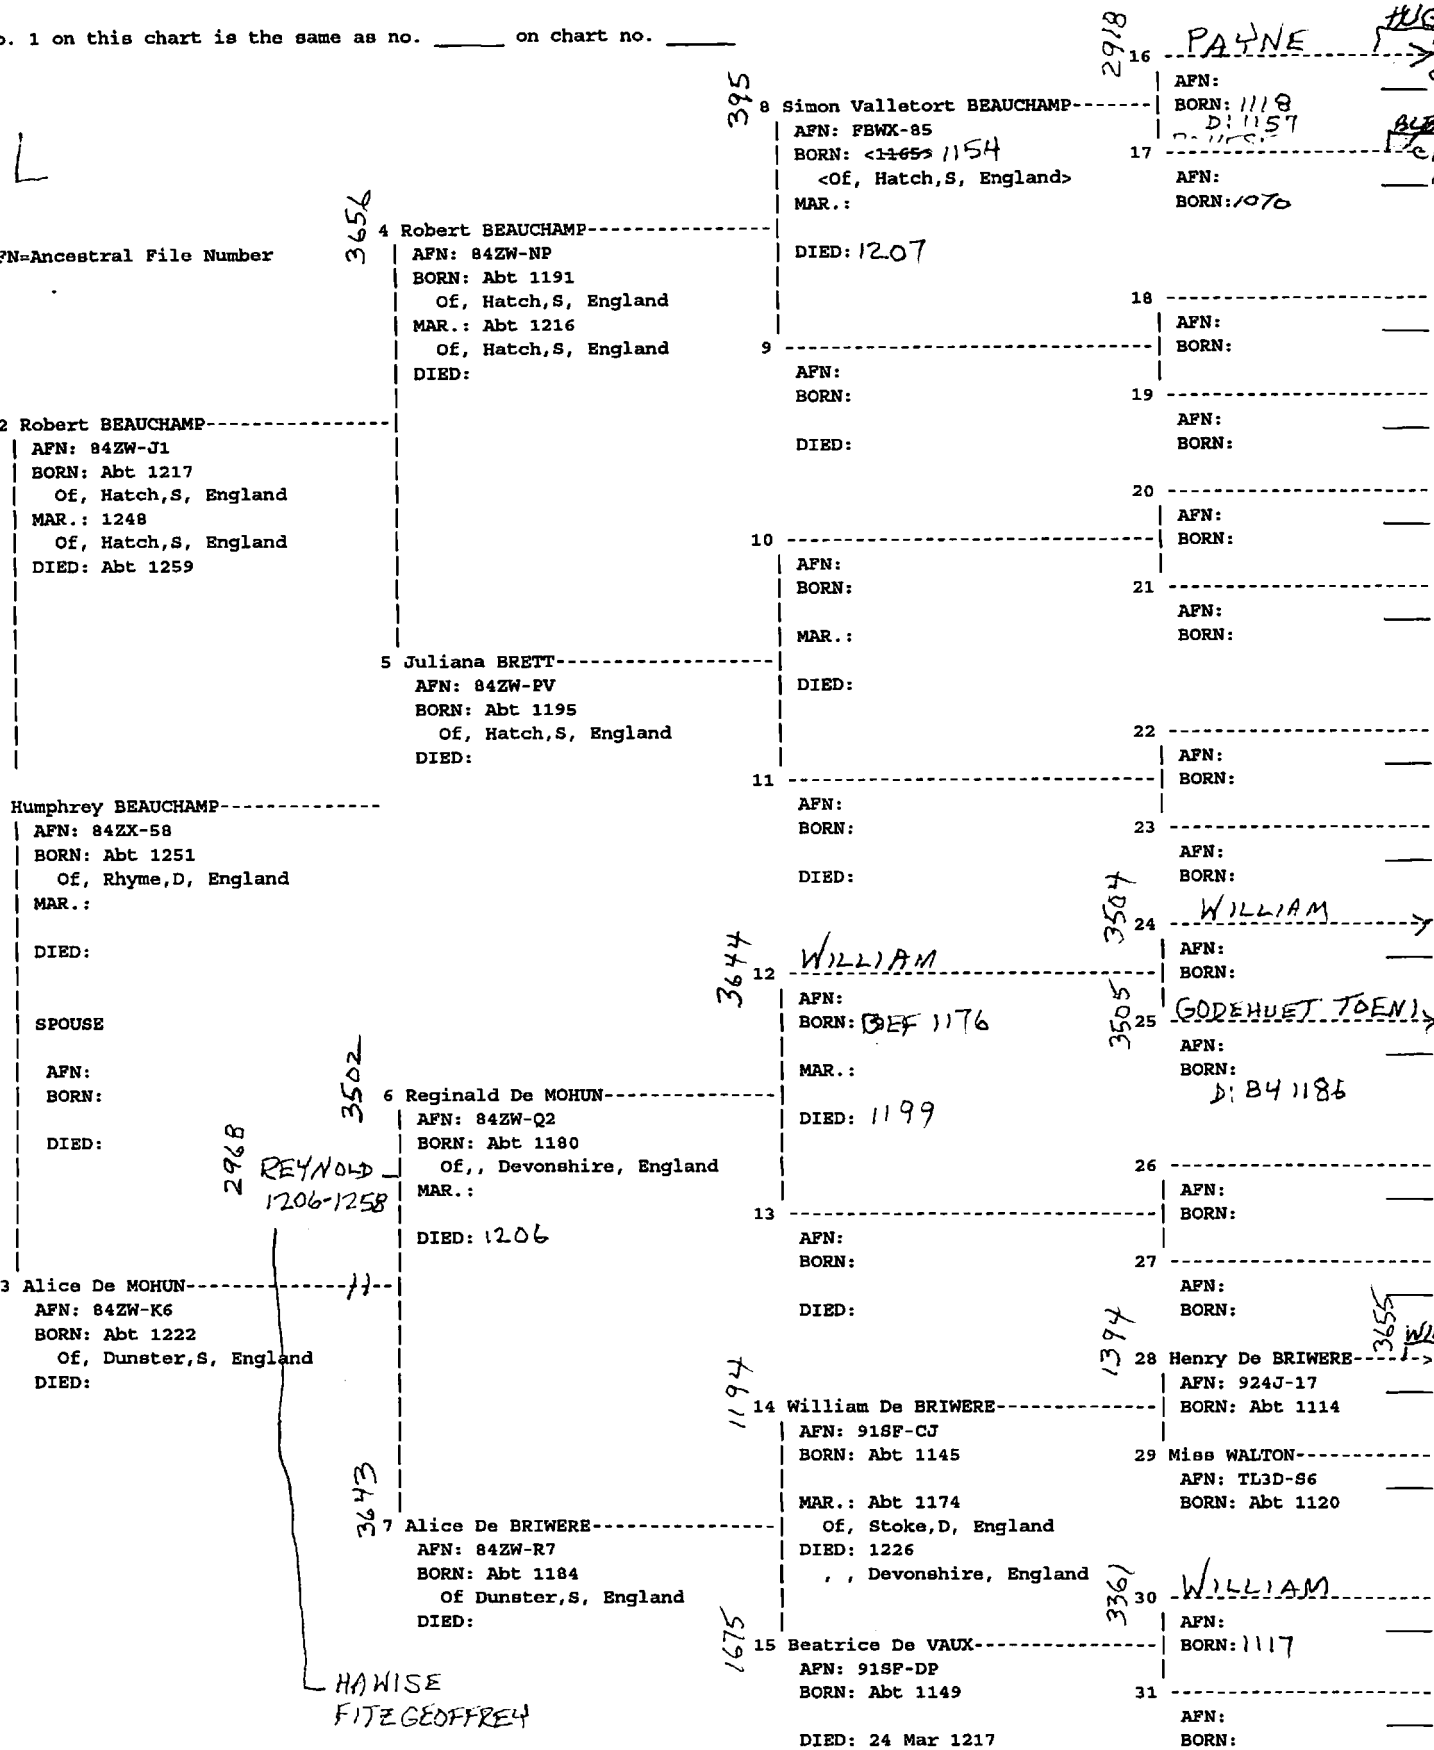 o. 1 on this chart is the same as no. _____ on chart no. _____
L
FN=Ancestral File Number
2 Robert BEAUCHAMP
AFN: 84ZW-J1
BORN: Abt 1217
Of, Hatch,S, England
MAR.: 1248
Of, Hatch,S, England
DIED: Abt 1259
Humphrey BEAUCHAMP
AFN: 84ZX-58
BORN: Abt 1251
Of, Rhyme,D, England
MAR.:
DIED:
SPOUSE
AFN:
BORN:
DIED:
3 Alice De MOHUN
AFN: 84ZW-K6
BORN: Abt 1222
Of, Dunster,S, England
DIED:
2968
REYNOLD
1206-1258
HAWISE
FITZGEOFFREY
3656
4 Robert BEAUCHAMP
AFN: 84ZW-NP
BORN: Abt 1191
Of, Hatch,S, England
MAR.: Abt 1216
Of, Hatch,S, England
DIED:
5 Juliana BRETT
AFN: 84ZW-PV
BORN: Abt 1195
Of, Hatch,S, England
DIED:
3502
6 Reginald De MOHUN
AFN: 84ZW-Q2
BORN: Abt 1180
Of,, Devonshire, England
MAR.:
DIED: 1206
3643
7 Alice De BRIWERE
AFN: 84ZW-R7
BORN: Abt 1184
Of Dunster,S, England
DIED:
395
8 Simon Valletort BEAUCHAMP
AFN: FBWX-85
BORN: <1165> 1154
<Of, Hatch,S, England>
MAR.:
DIED: 1207
9
AFN:
BORN:
DIED:
10
AFN:
BORN:
MAR.:
DIED:
11
AFN:
BORN:
DIED:
3644
12 WILLIAM
AFN:
BORN: BEF 1176
MAR.:
DIED: 1199
13
AFN:
BORN:
DIED:
1194
14 William De BRIWERE
AFN: 91SF-CJ
BORN: Abt 1145
MAR.: Abt 1174
Of, Stoke,D, England
DIED: 1226
, , Devonshire, England
1675
15 Beatrice De VAUX
AFN: 91SF-DP
BORN: Abt 1149
DIED: 24 Mar 1217
2918
16 PAYNE
HUG
AFN:
BORN: 1118
D: 1157
17
AFN:
BORN: 1070
18
AFN:
BORN:
19
AFN:
BORN:
20
AFN:
BORN:
21
AFN:
BORN:
22
AFN:
BORN:
23
AFN:
BORN:
3504
24 WILLIAM
AFN:
BORN:
3505
25 GODEHUET TOENI
AFN:
BORN:
D: B4 1186
26
AFN:
BORN:
27
AFN:
BORN:
1394
3655
28 Henry De BRIWERE
AFN: 924J-17
BORN: Abt 1114
29 Miss WALTON
AFN: TL3D-S6
BORN: Abt 1120
3361
30 WILLIAM
AFN:
BORN: 1117
31
AFN:
BORN: